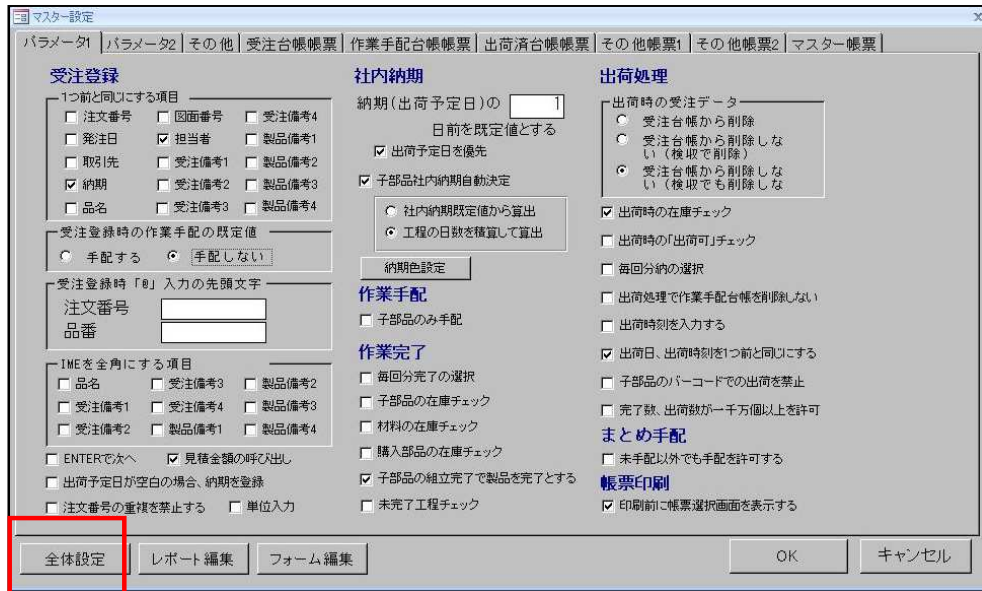 マスター設定
パラメータ1 パラメータ2 その他 受注台帳帳票 作業手配台帳帳票 出荷済台帳帳票 その他帳票1 その他帳票2 マスター帳票
受注登録
1つ前と同じにする項目
注文番号 図面番号 受注備考4
発注日 担当者 製品備考1
取引先 受注備考1 製品備考2
納期 受注備考2 製品備考3
品名 受注備考3 製品備考4
受注登録時の作業手配の既定値
手配する 手配しない
受注登録時「@」入力の先頭文字
注文番号
品番
IMEを全角にする項目
品名 受注備考3 製品備考2
受注備考1 受注備考4 製品備考3
受注備考2 製品備考1 製品備考4
ENTERで次へ 見積金額の呼び出し
出荷予定日が空白の場合、納期を登録
注文番号の重複を禁止する 単位入力
社内納期
納期(出荷予定日)の 1
日前を既定値とする
出荷予定日を優先
子部品社内納期自動決定
社内納期既定値から算出
工程の日数を積算して算出
納期色設定
作業手配
子部品のみ手配
作業完了
毎回分完了の選択
子部品の在庫チェック
材料の在庫チェック
購入部品の在庫チェック
子部品の組立完了で製品を完了とする
未完了工程チェック
出荷処理
出荷時の受注データ
受注台帳から削除
受注台帳から削除しな
い(検収で削除)
受注台帳から削除しな
い(検収でも削除しな
出荷時の在庫チェック
出荷時の「出荷可」チェック
毎回分納の選択
出荷処理で作業手配台帳を削除しない
出荷時刻を入力する
出荷日、出荷時刻を1つ前と同じにする
子部品のバーコードでの出荷を禁止
完了数、出荷数が一千万個以上を許可
まとめ手配
未手配以外でも手配を許可する
帳票印刷
印刷前に帳票選択画面を表示する
全体設定 レポート編集 フォーム編集 OK キャンセル